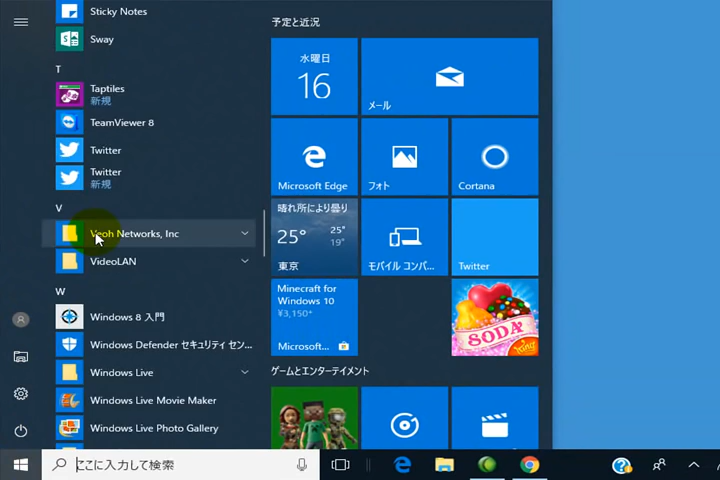 Sticky Notes
Sway
T
Taptiles
新規
TeamViewer 8
Twitter
Twitter
新規
V
Veoh Networks, Inc
VideoLAN
W
Windows 8 入門
Windows Defender セキュリティ セン...
Windows Live
Windows Live Movie Maker
Windows Live Photo Gallery
ここに入力して検索
予定と近況
水曜日
16
メール
Microsoft Edge
フォト
Cortana
晴れ所により曇り
25°
25°
19°
東京
モバイル コンパ...
Twitter
Minecraft for
Windows 10
¥3,150+
Microsoft...
SODA
King
ゲームとエンターテイメント